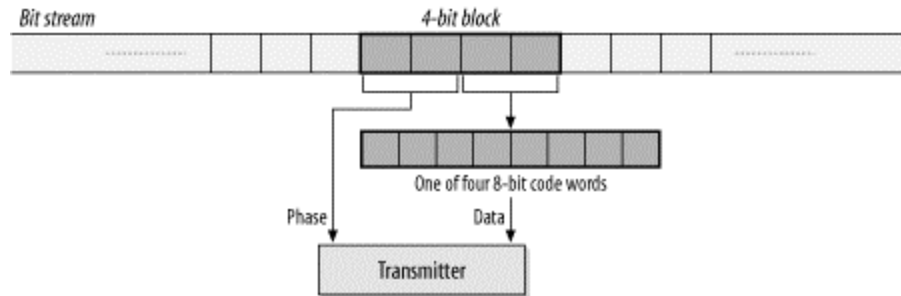 Bit stream
4-bit block
One of four 8-bit code words
Phase
Data
Transmitter